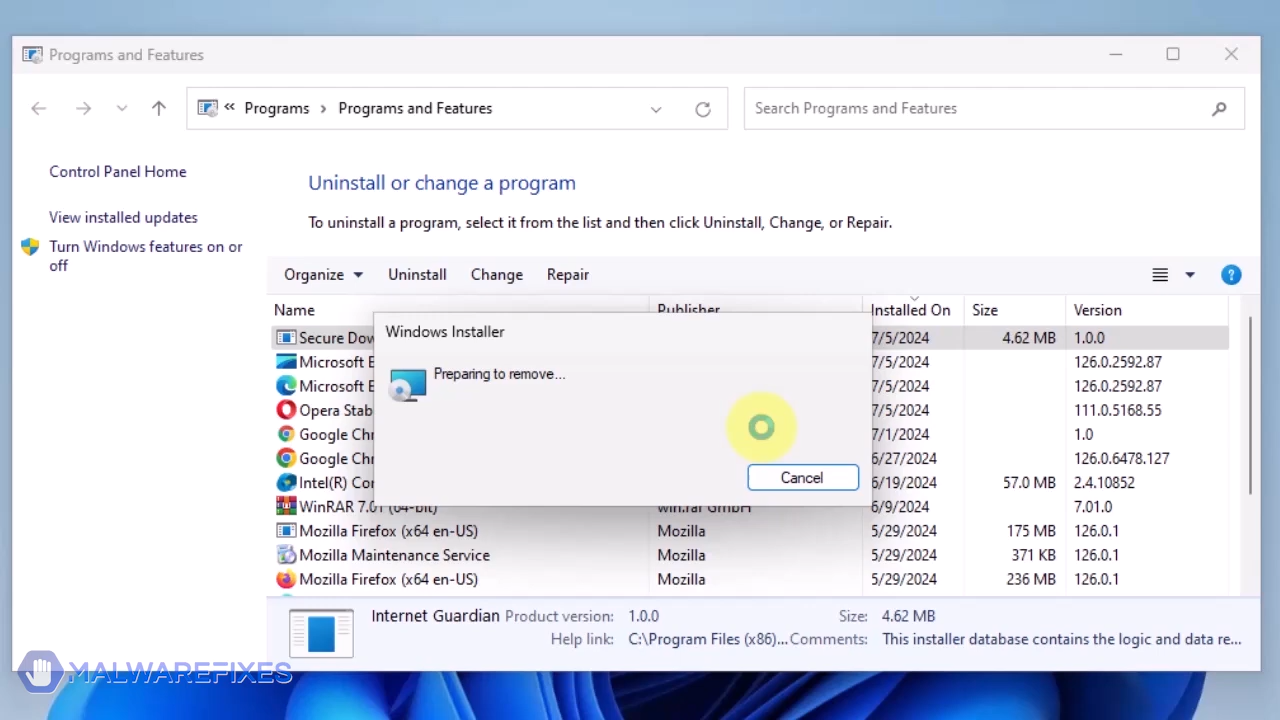 Programs and Features
« Programs > Programs and Features
Search Programs and Features
Control Panel Home
View installed updates
Turn Windows features on or
off
Uninstall or change a program
To uninstall a program, select it from the list and then click Uninstall, Change, or Repair.
Organize Uninstall Change Repair
Name Publisher Installed On Size Version
Secure Dow 7/5/2024 4.62 MB 1.0.0
Microsoft E 7/5/2024 126.0.2592.87
Microsoft E 7/5/2024 126.0.2592.87
Opera Stab 7/5/2024 111.0.5168.55
Google Chr 7/1/2024 1.0
Google Chr 6/27/2024 126.0.6478.127
Intel(R) Cor 6/19/2024 57.0 MB 2.4.10852
WinRAR 7.01 (64-bit) win.rar GmbH 6/9/2024 7.01.0
Mozilla Firefox (x64 en-US) Mozilla 5/29/2024 175 MB 126.0.1
Mozilla Maintenance Service Mozilla 5/29/2024 371 KB 126.0.1
Mozilla Firefox (x64 en-US) Mozilla 5/29/2024 236 MB 126.0.1
Windows Installer
Preparing to remove...
Cancel
Internet Guardian Product version: 1.0.0 Size: 4.62 MB
Help link: C:\Program Files (x86)... Comments: This installer database contains the logic and data re...
MALWAREFIXES